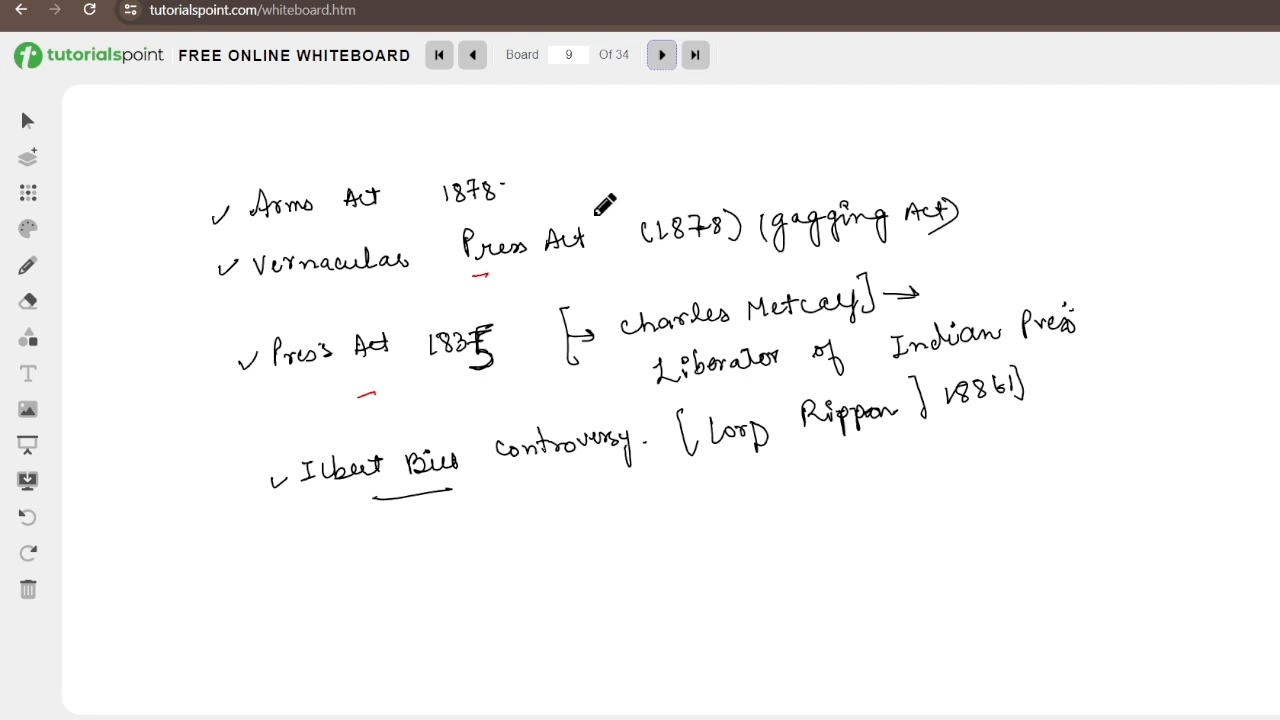 tutorialspoint.com/whiteboard.htm
tutorialspoint FREE ONLINE WHITEBOARD Board 9 Of 34
Arms Act 1878
Vernacular Press Act (1878) (gagging Act)
Press Act 1835 [→ Charles Metcalf] →
Liberator of Indian Press
Ilbert Bill controversy. [Lord Rippon]